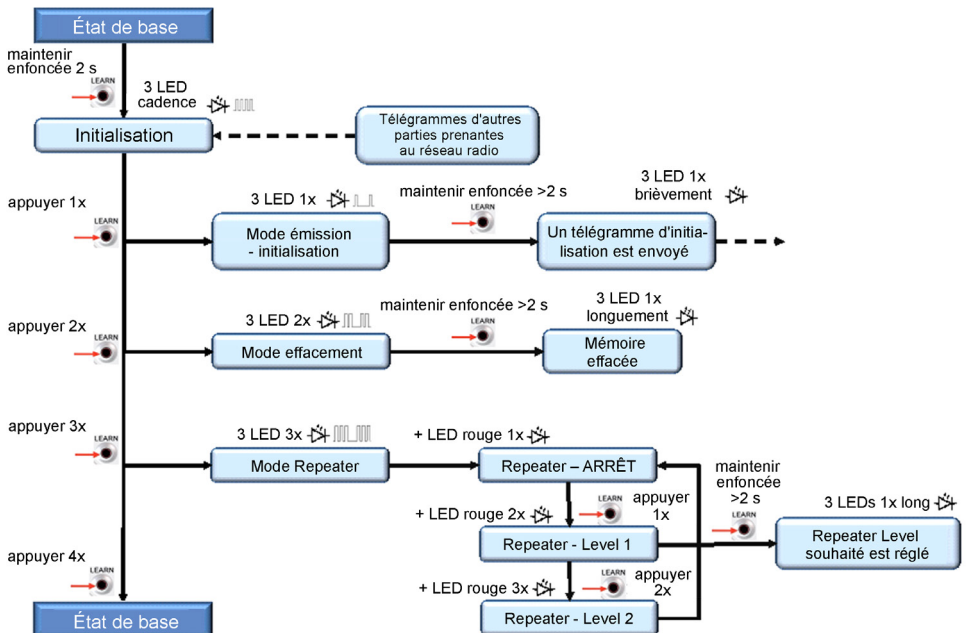 État de base
maintenir
enfoncée 2 s
LEARN
3 LED
cadence
Initialisation
Télégrammes d'autres
parties prenantes
au réseau radio
appuyer 1x
LEARN
3 LED 1x
Mode émission
- initialisation
maintenir enfoncée >2 s
LEARN
3 LED 1x
brièvement
Un télégramme d'initia-
lisation est envoyé
appuyer 2x
LEARN
3 LED 2x
Mode effacement
maintenir enfoncée >2 s
LEARN
3 LED 1x
longuement
Mémoire
effacée
appuyer 3x
LEARN
3 LED 3x
Mode Repeater
+ LED rouge 1x
Repeater – ARRÊT
LEARN
appuyer
1x
+ LED rouge 2x
Repeater - Level 1
LEARN
appuyer
2x
+ LED rouge 3x
Repeater - Level 2
maintenir
enfoncée
>2 s
LEARN
3 LEDs 1x long
Repeater Level
souhaité est réglé
appuyer 4x
LEARN
État de base